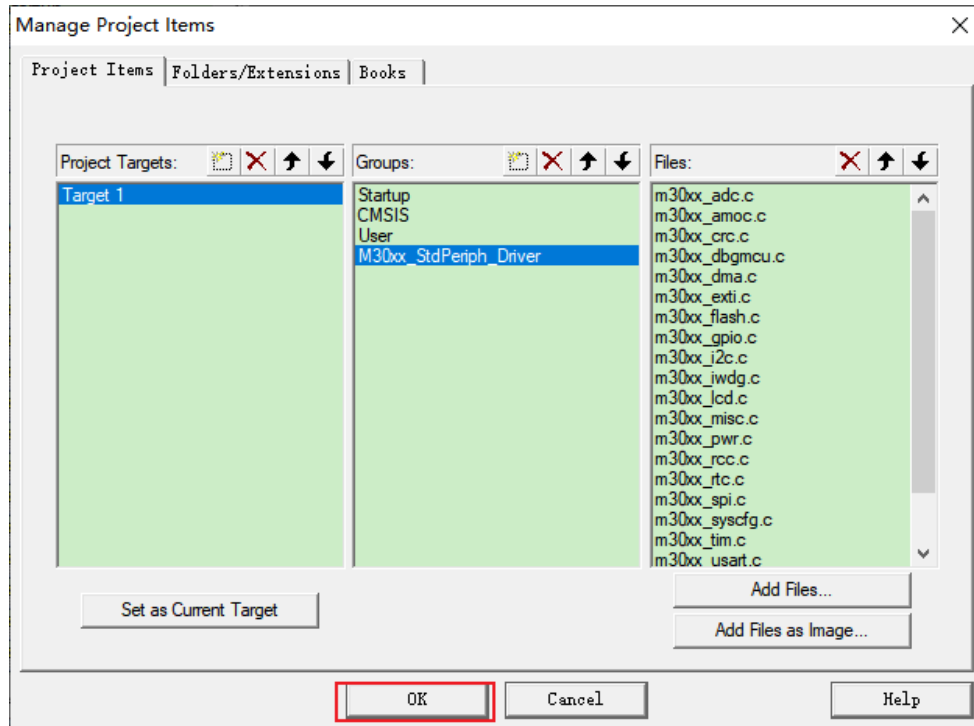 Manage Project Items
Project Items
Folders/Extensions
Books
Project Targets:
Target 1
Set as Current Target
Groups:
Startup
CMSIS
User
M30xx_StdPeriph_Driver
Files:
m30xx_adc.c
m30xx_amoc.c
m30xx_crc.c
m30xx_dbgmcu.c
m30xx_dma.c
m30xx_exti.c
m30xx_flash.c
m30xx_gpio.c
m30xx_i2c.c
m30xx_iwdg.c
m30xx_lcd.c
m30xx_misc.c
m30xx_pwr.c
m30xx_rcc.c
m30xx_rtc.c
m30xx_spi.c
m30xx_syscfg.c
m30xx_tim.c
m30xx_usart.c
Add Files...
Add Files as Image...
OK
Cancel
Help